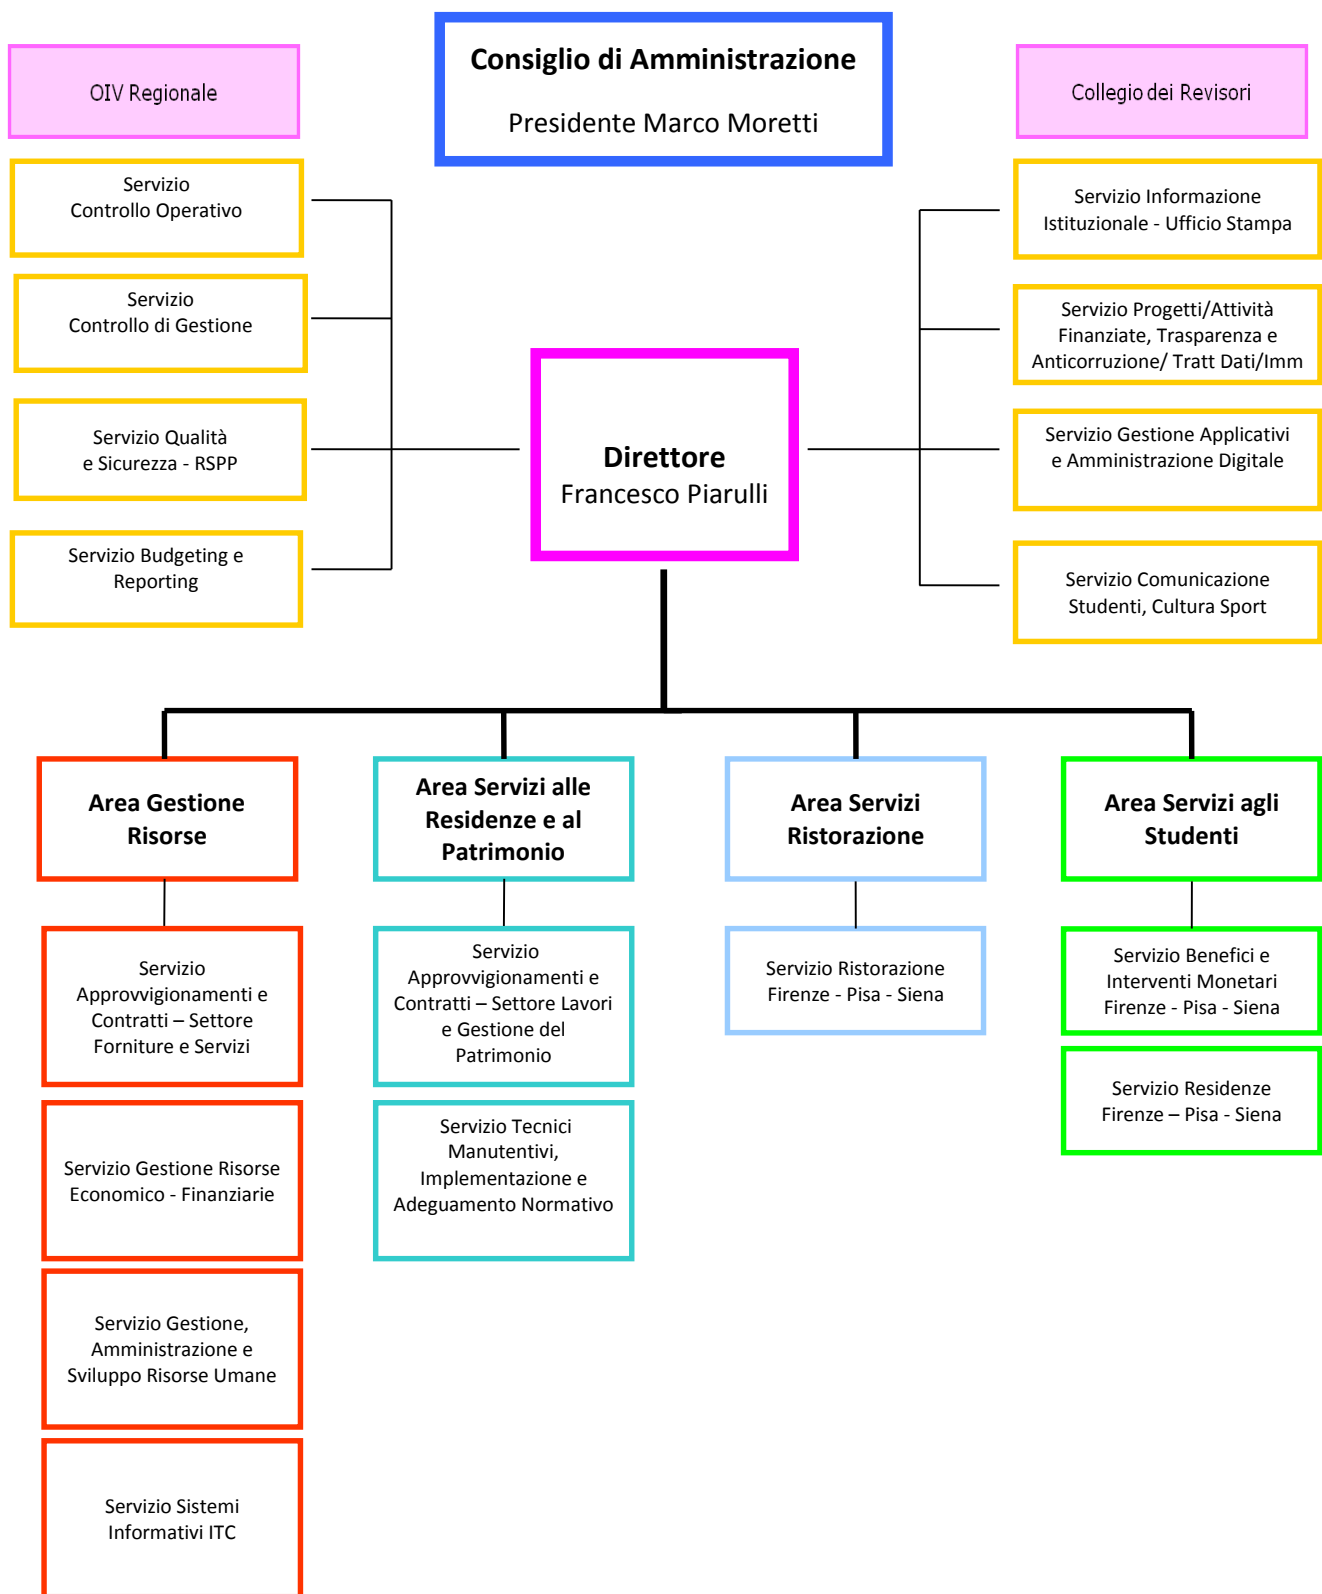 Consiglio di Amministrazione
Presidente Marco Moretti
OIV Regionale
Collegio dei Revisori
Servizio
Controllo Operativo
Servizio
Controllo di Gestione
Servizio Qualità
e Sicurezza - RSPP
Servizio Budgeting e
Reporting
Direttore
Francesco Piarulli
Servizio Informazione
Istituzionale - Ufficio Stampa
Servizio Progetti/Attività
Finanziate, Trasparenza e
Anticorruzione/ Tratt Dati/Imm
Servizio Gestione Applicativi
e Amministrazione Digitale
Servizio Comunicazione
Studenti, Cultura Sport
Area Gestione
Risorse
Servizio
Approvvigionamenti e
Contratti – Settore
Forniture e Servizi
Servizio Gestione Risorse
Economico - Finanziarie
Servizio Gestione,
Amministrazione e
Sviluppo Risorse Umane
Servizio Sistemi
Informativi ITC
Area Servizi alle
Residenze e al
Patrimonio
Servizio
Approvvigionamenti e
Contratti – Settore Lavori
e Gestione del
Patrimonio
Servizio Tecnici
Manutentivi,
Implementazione e
Adeguamento Normativo
Area Servizi
Ristorazione
Servizio Ristorazione
Firenze - Pisa - Siena
Area Servizi agli
Studenti
Servizio Benefici e
Interventi Monetari
Firenze - Pisa - Siena
Servizio Residenze
Firenze – Pisa - Siena